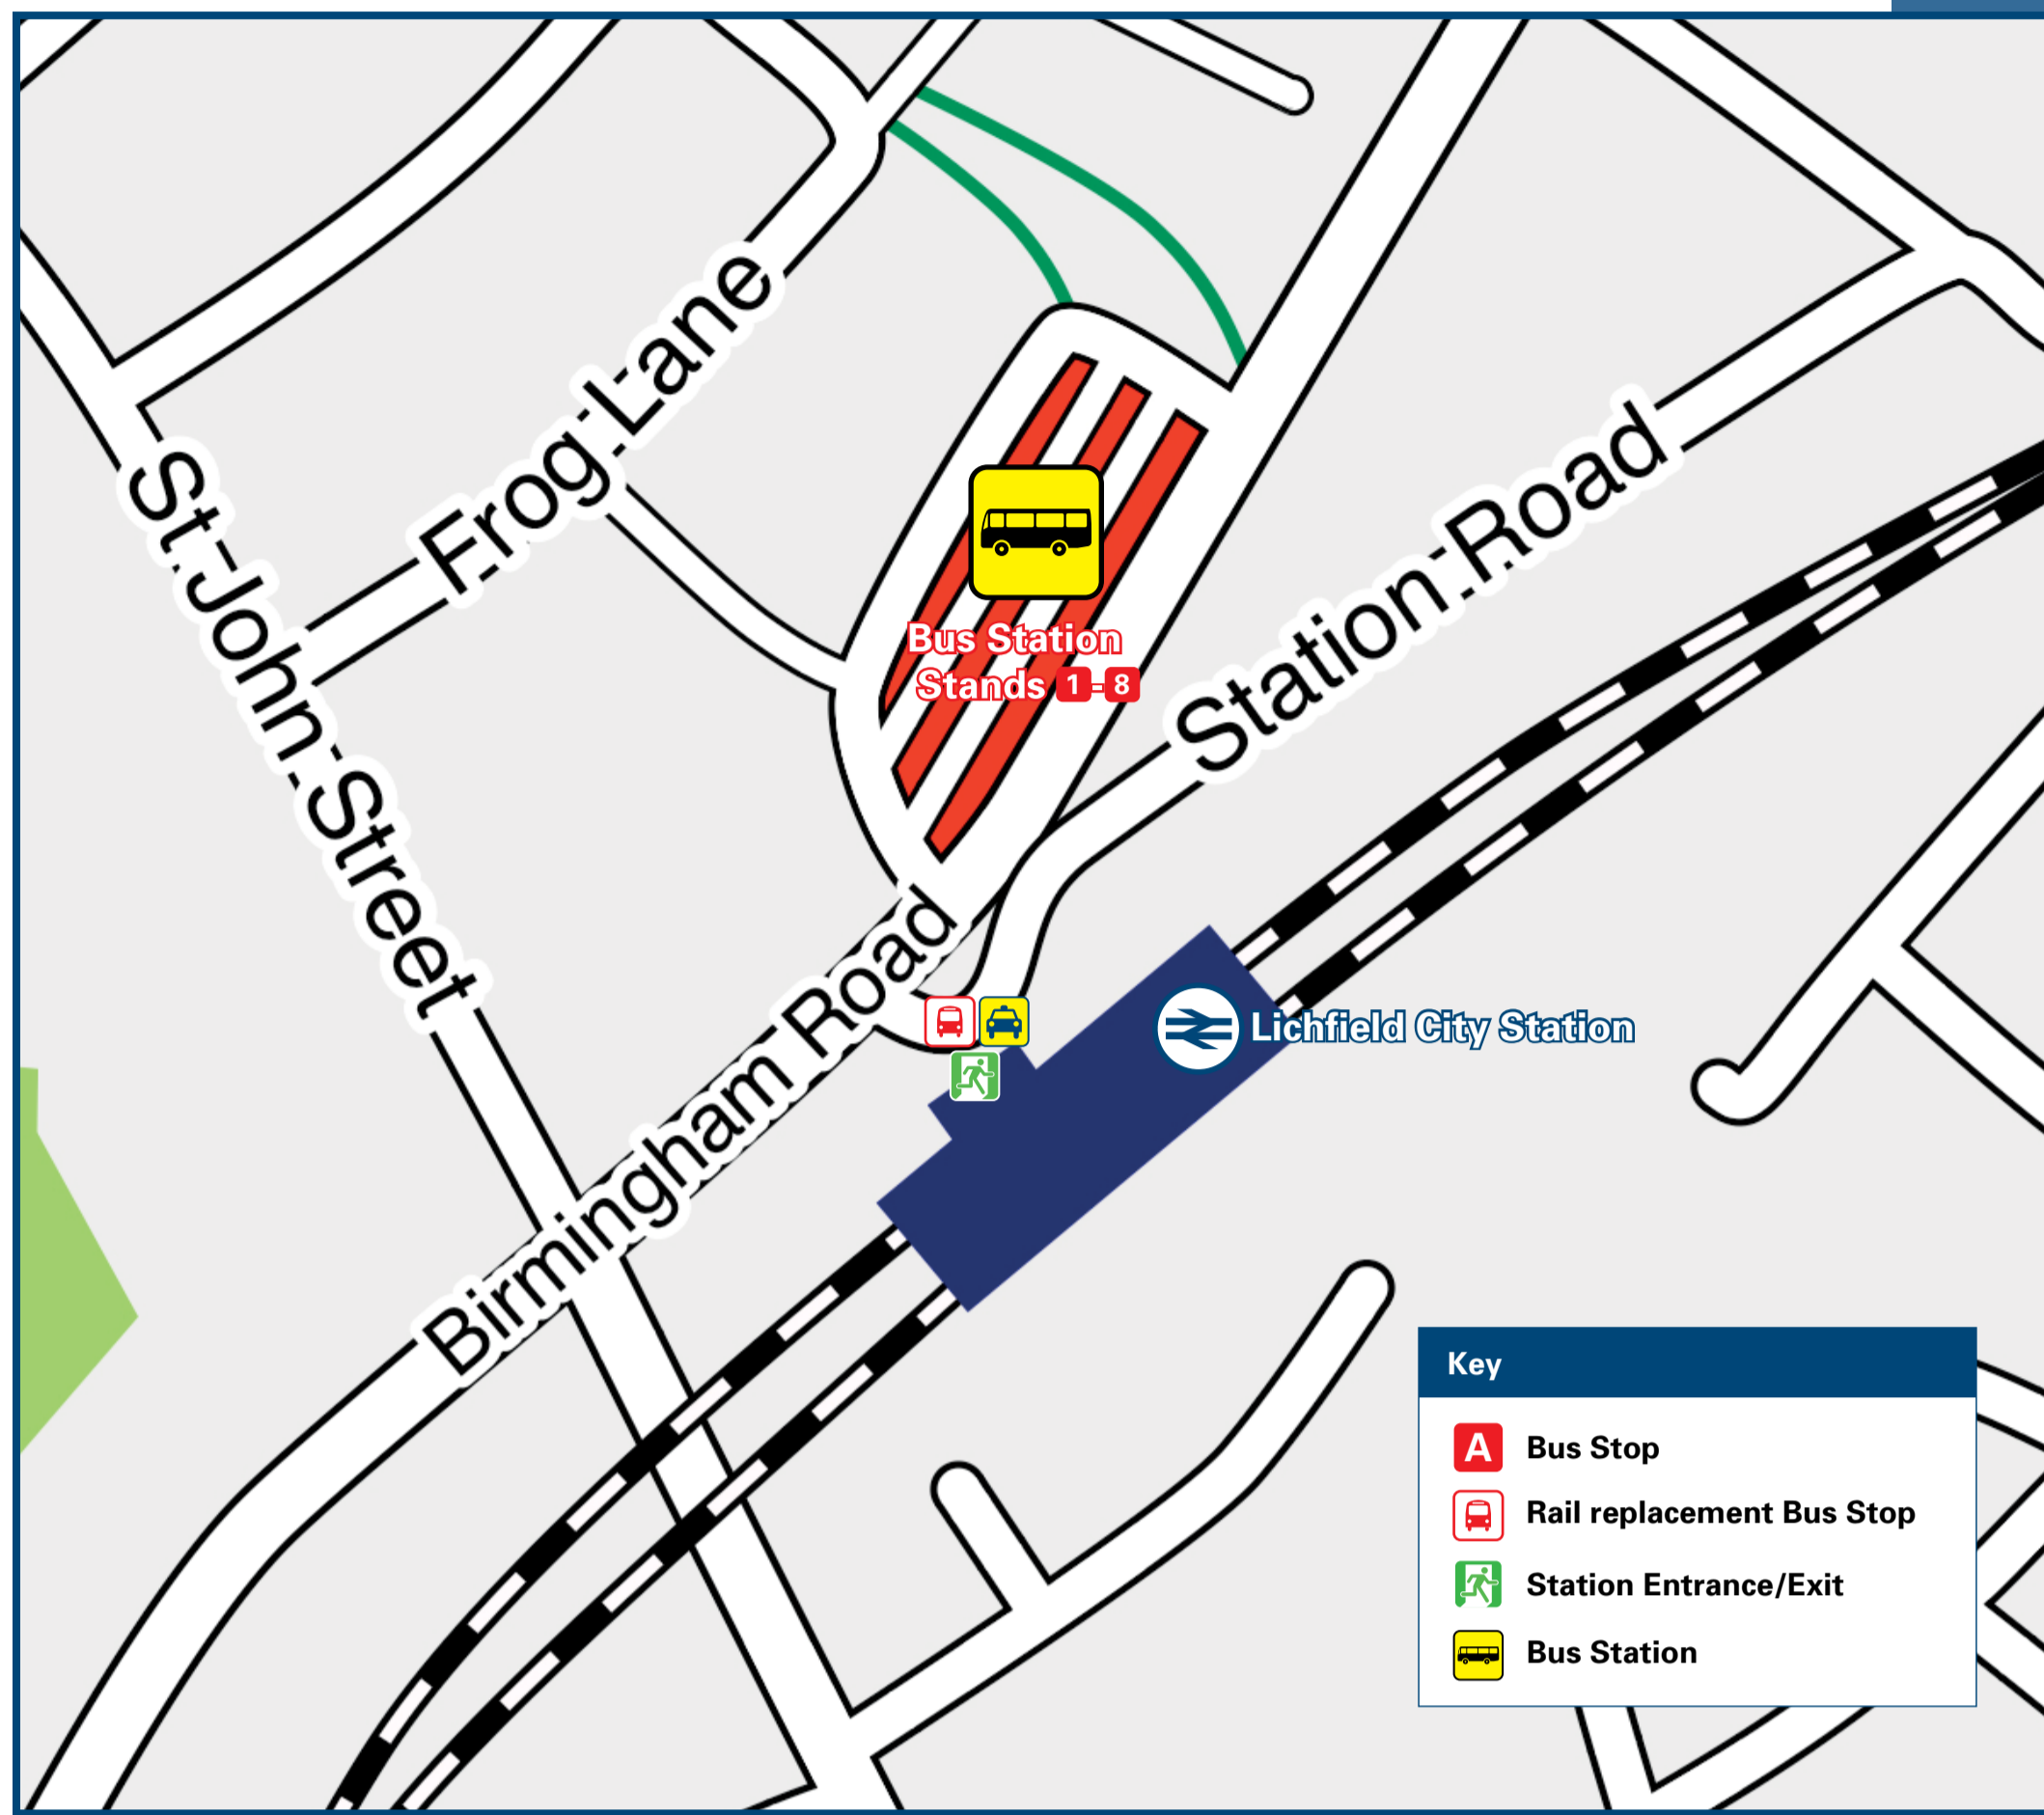 Frog Lane
St John Street
Station Road
Bus Station
Stands 1-8
Birmingham Road
Lichfield City Station
Key
A Bus Stop
Rail replacement Bus Stop
Station Entrance/Exit
Bus Station